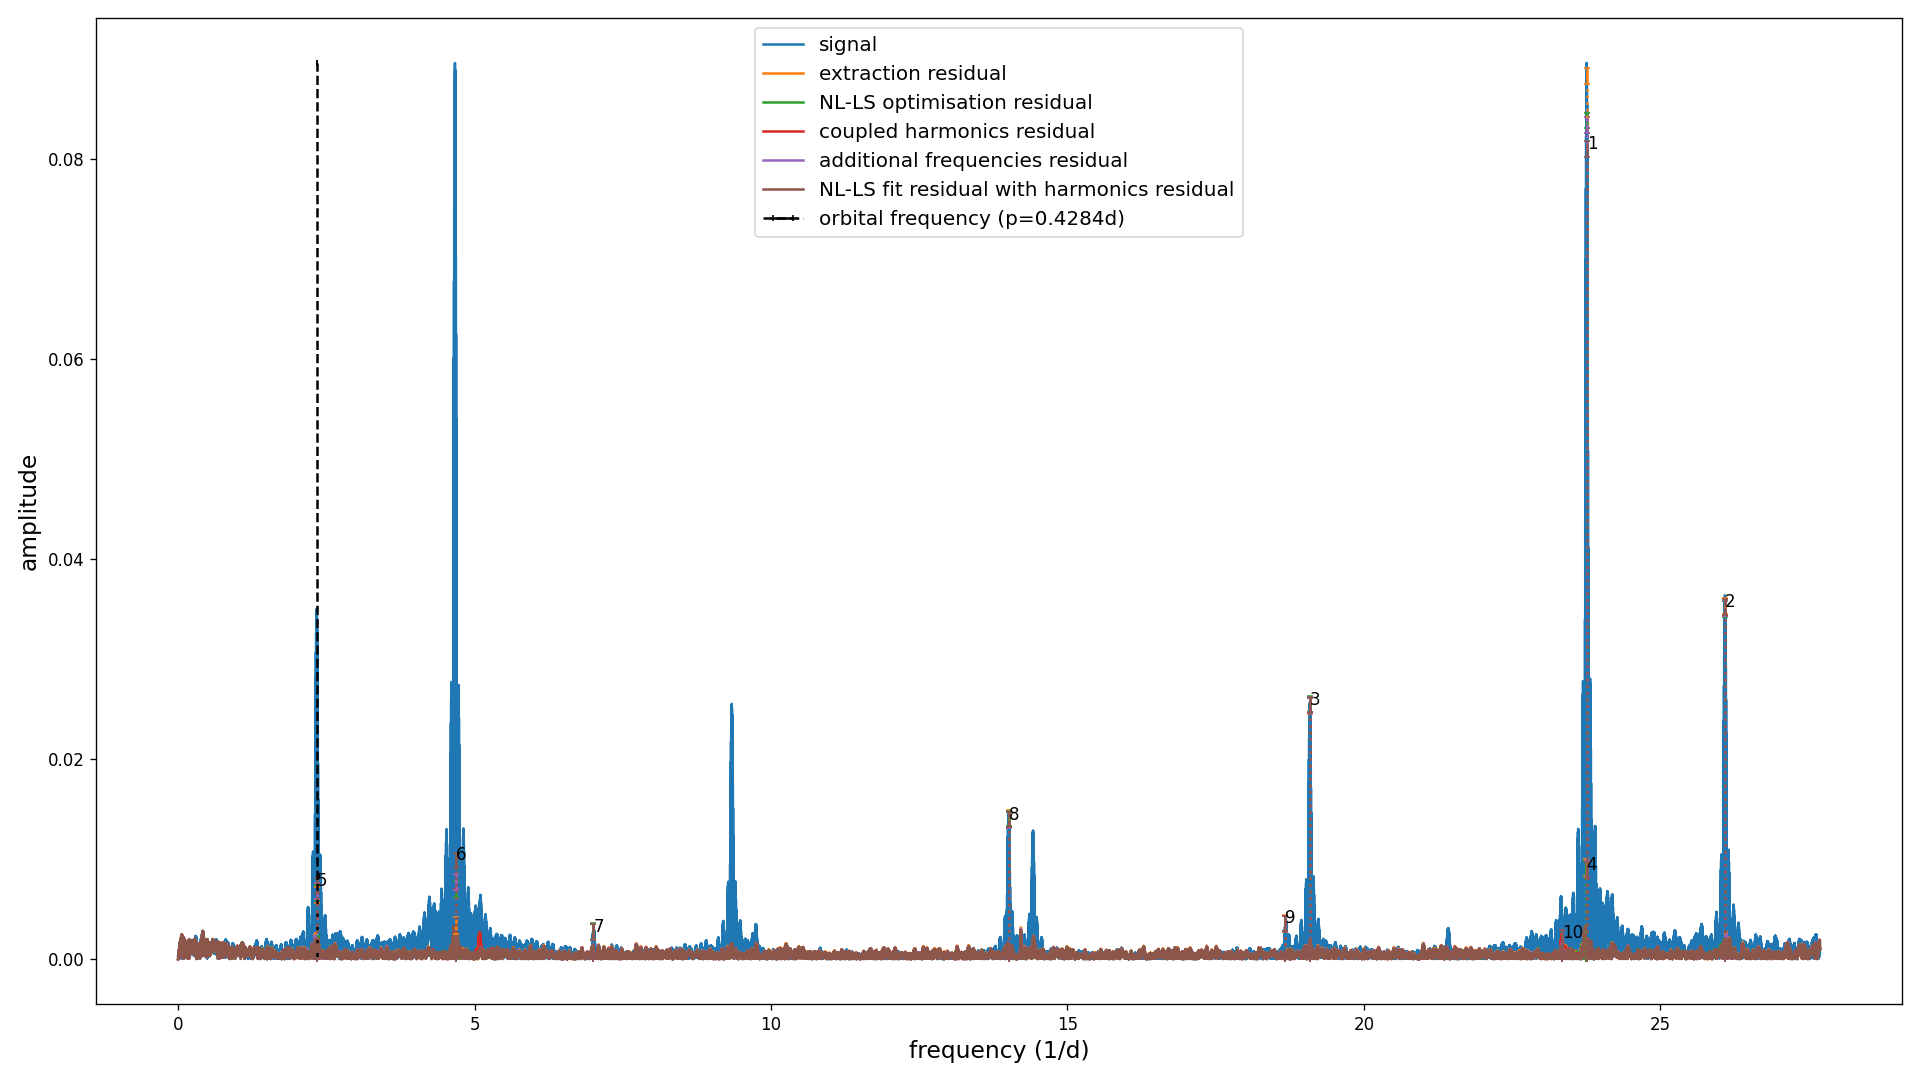 signal
extraction residual
NL-LS optimisation residual
coupled harmonics residual
additional frequencies residual
NL-LS fit residual with harmonics residual
orbital frequency (p=0.4284d)
amplitude
0.08
0.06
0.04
0.02
0.00
1
2
3
4
5
6
7
8
9
10
0
5
10
15
20
25
frequency (1/d)